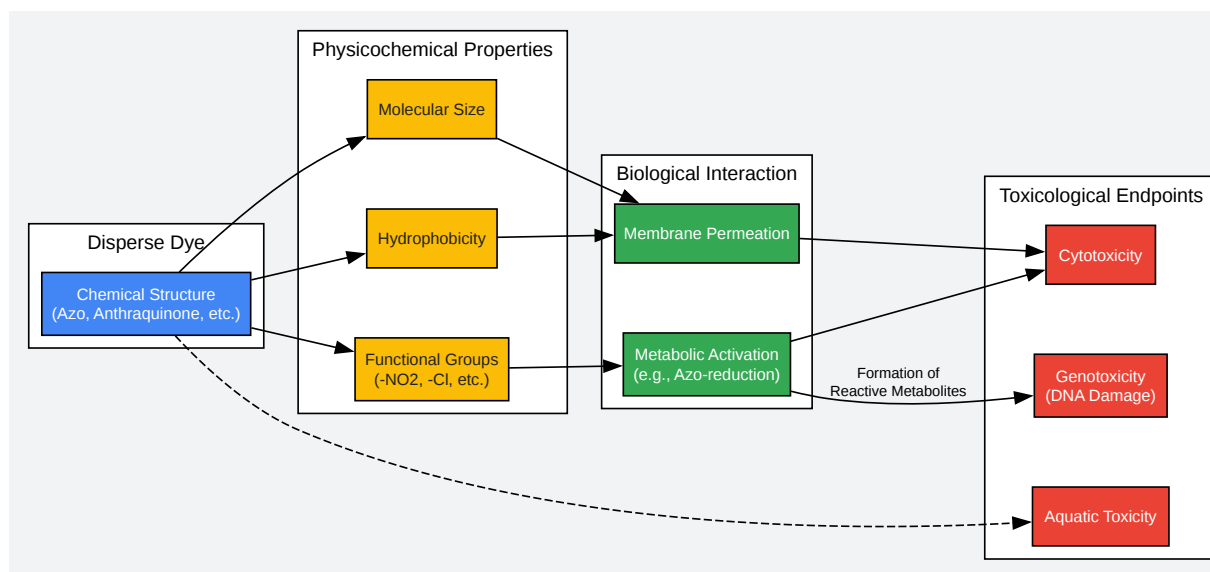 Disperse Dye
Chemical Structure
(Azo, Anthraquinone, etc.)
Physicochemical Properties
Molecular Size
Hydrophobicity
Functional Groups
(-NO2, -Cl, etc.)
Biological Interaction
Membrane Permeation
Metabolic Activation
(e.g., Azo-reduction)
Formation of
Reactive Metabolites
Toxicological Endpoints
Cytotoxicity
Genotoxicity
(DNA Damage)
Aquatic Toxicity